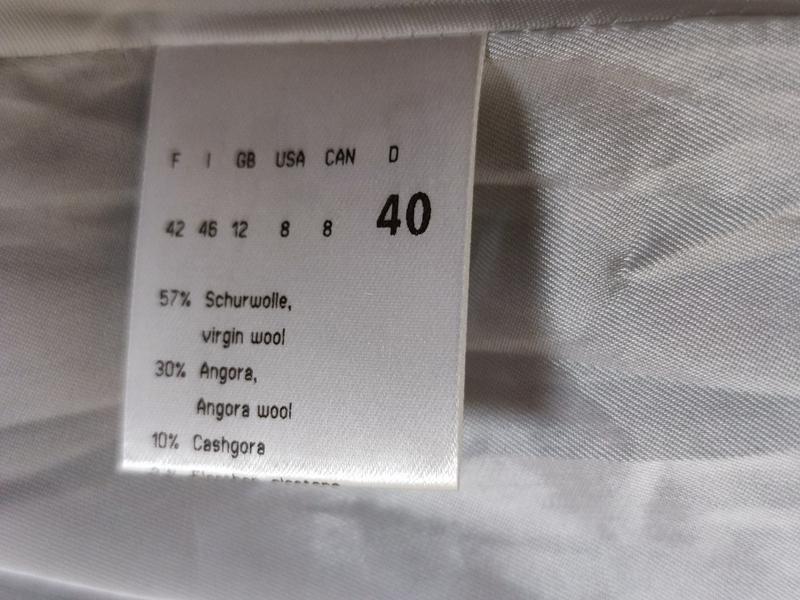 F I GB USA CAN D
42 46 12 8 8 40
57% Schurwolle,
virgin wool
30% Angora,
Angora wool
10% Cashgora